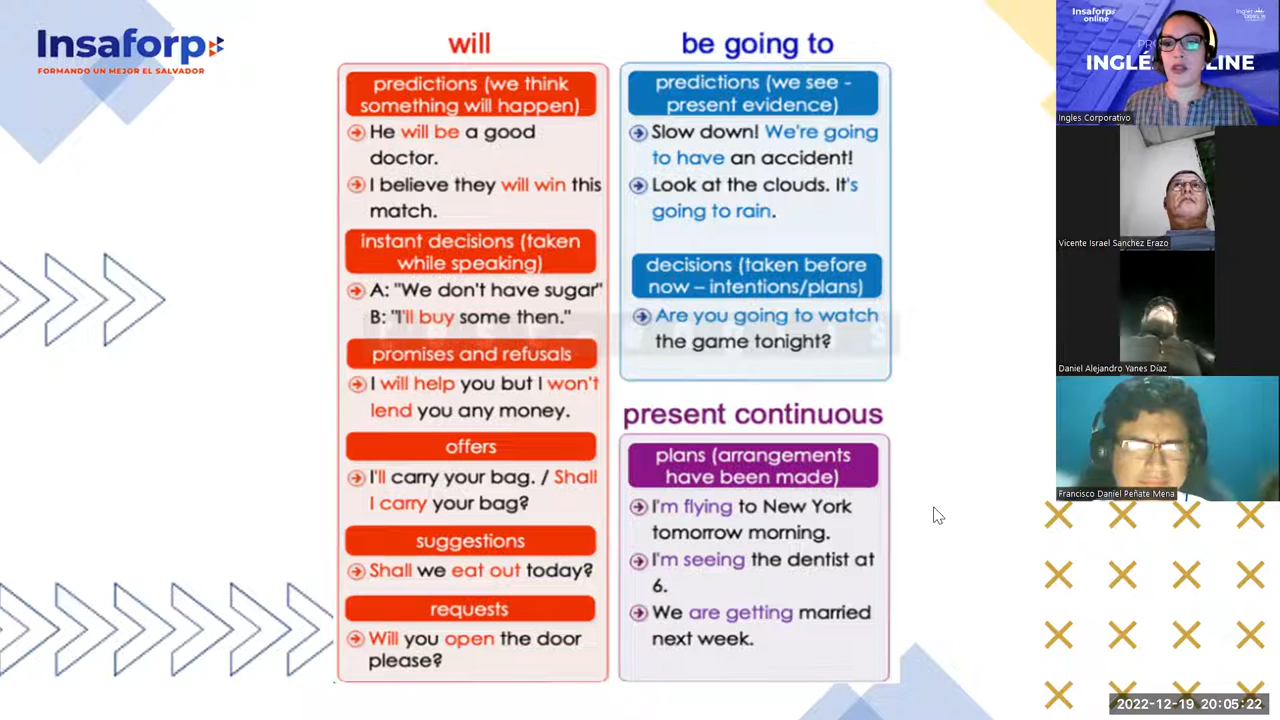 Insaforp
FORMANDO UN MEJOR EL SALVADOR
will
predictions (we think
something will happen)
He will be a good
doctor.
I believe they will win this
match.
instant decisions (taken
while speaking)
A: "We don't have sugar"
B: "I'll buy some then."
promises and refusals
I will help you but I won't
lend you any money.
offers
I'll carry your bag. / Shall
I carry your bag?
suggestions
Shall we eat out today?
requests
Will you open the door
please?
be going to
predictions (we see -
present evidence)
Slow down! We're going
to have an accident!
Look at the clouds. It's
going to rain.
decisions (taken before
now – intentions/plans)
Are you going to watch
the game tonight?
present continuous
plans (arrangements
have been made)
I'm flying to New York
tomorrow morning.
I'm seeing the dentist at
6.
We are getting married
next week.
Insaforp
online
Inglés
INGLÉS ONLINE
Ingles Corporativo
Vicente Israel Sanchez Erazo
Daniel Alejandro Yanes Díaz
Francisco Daniel Peñate Mena
2022-12-19 20:05:22